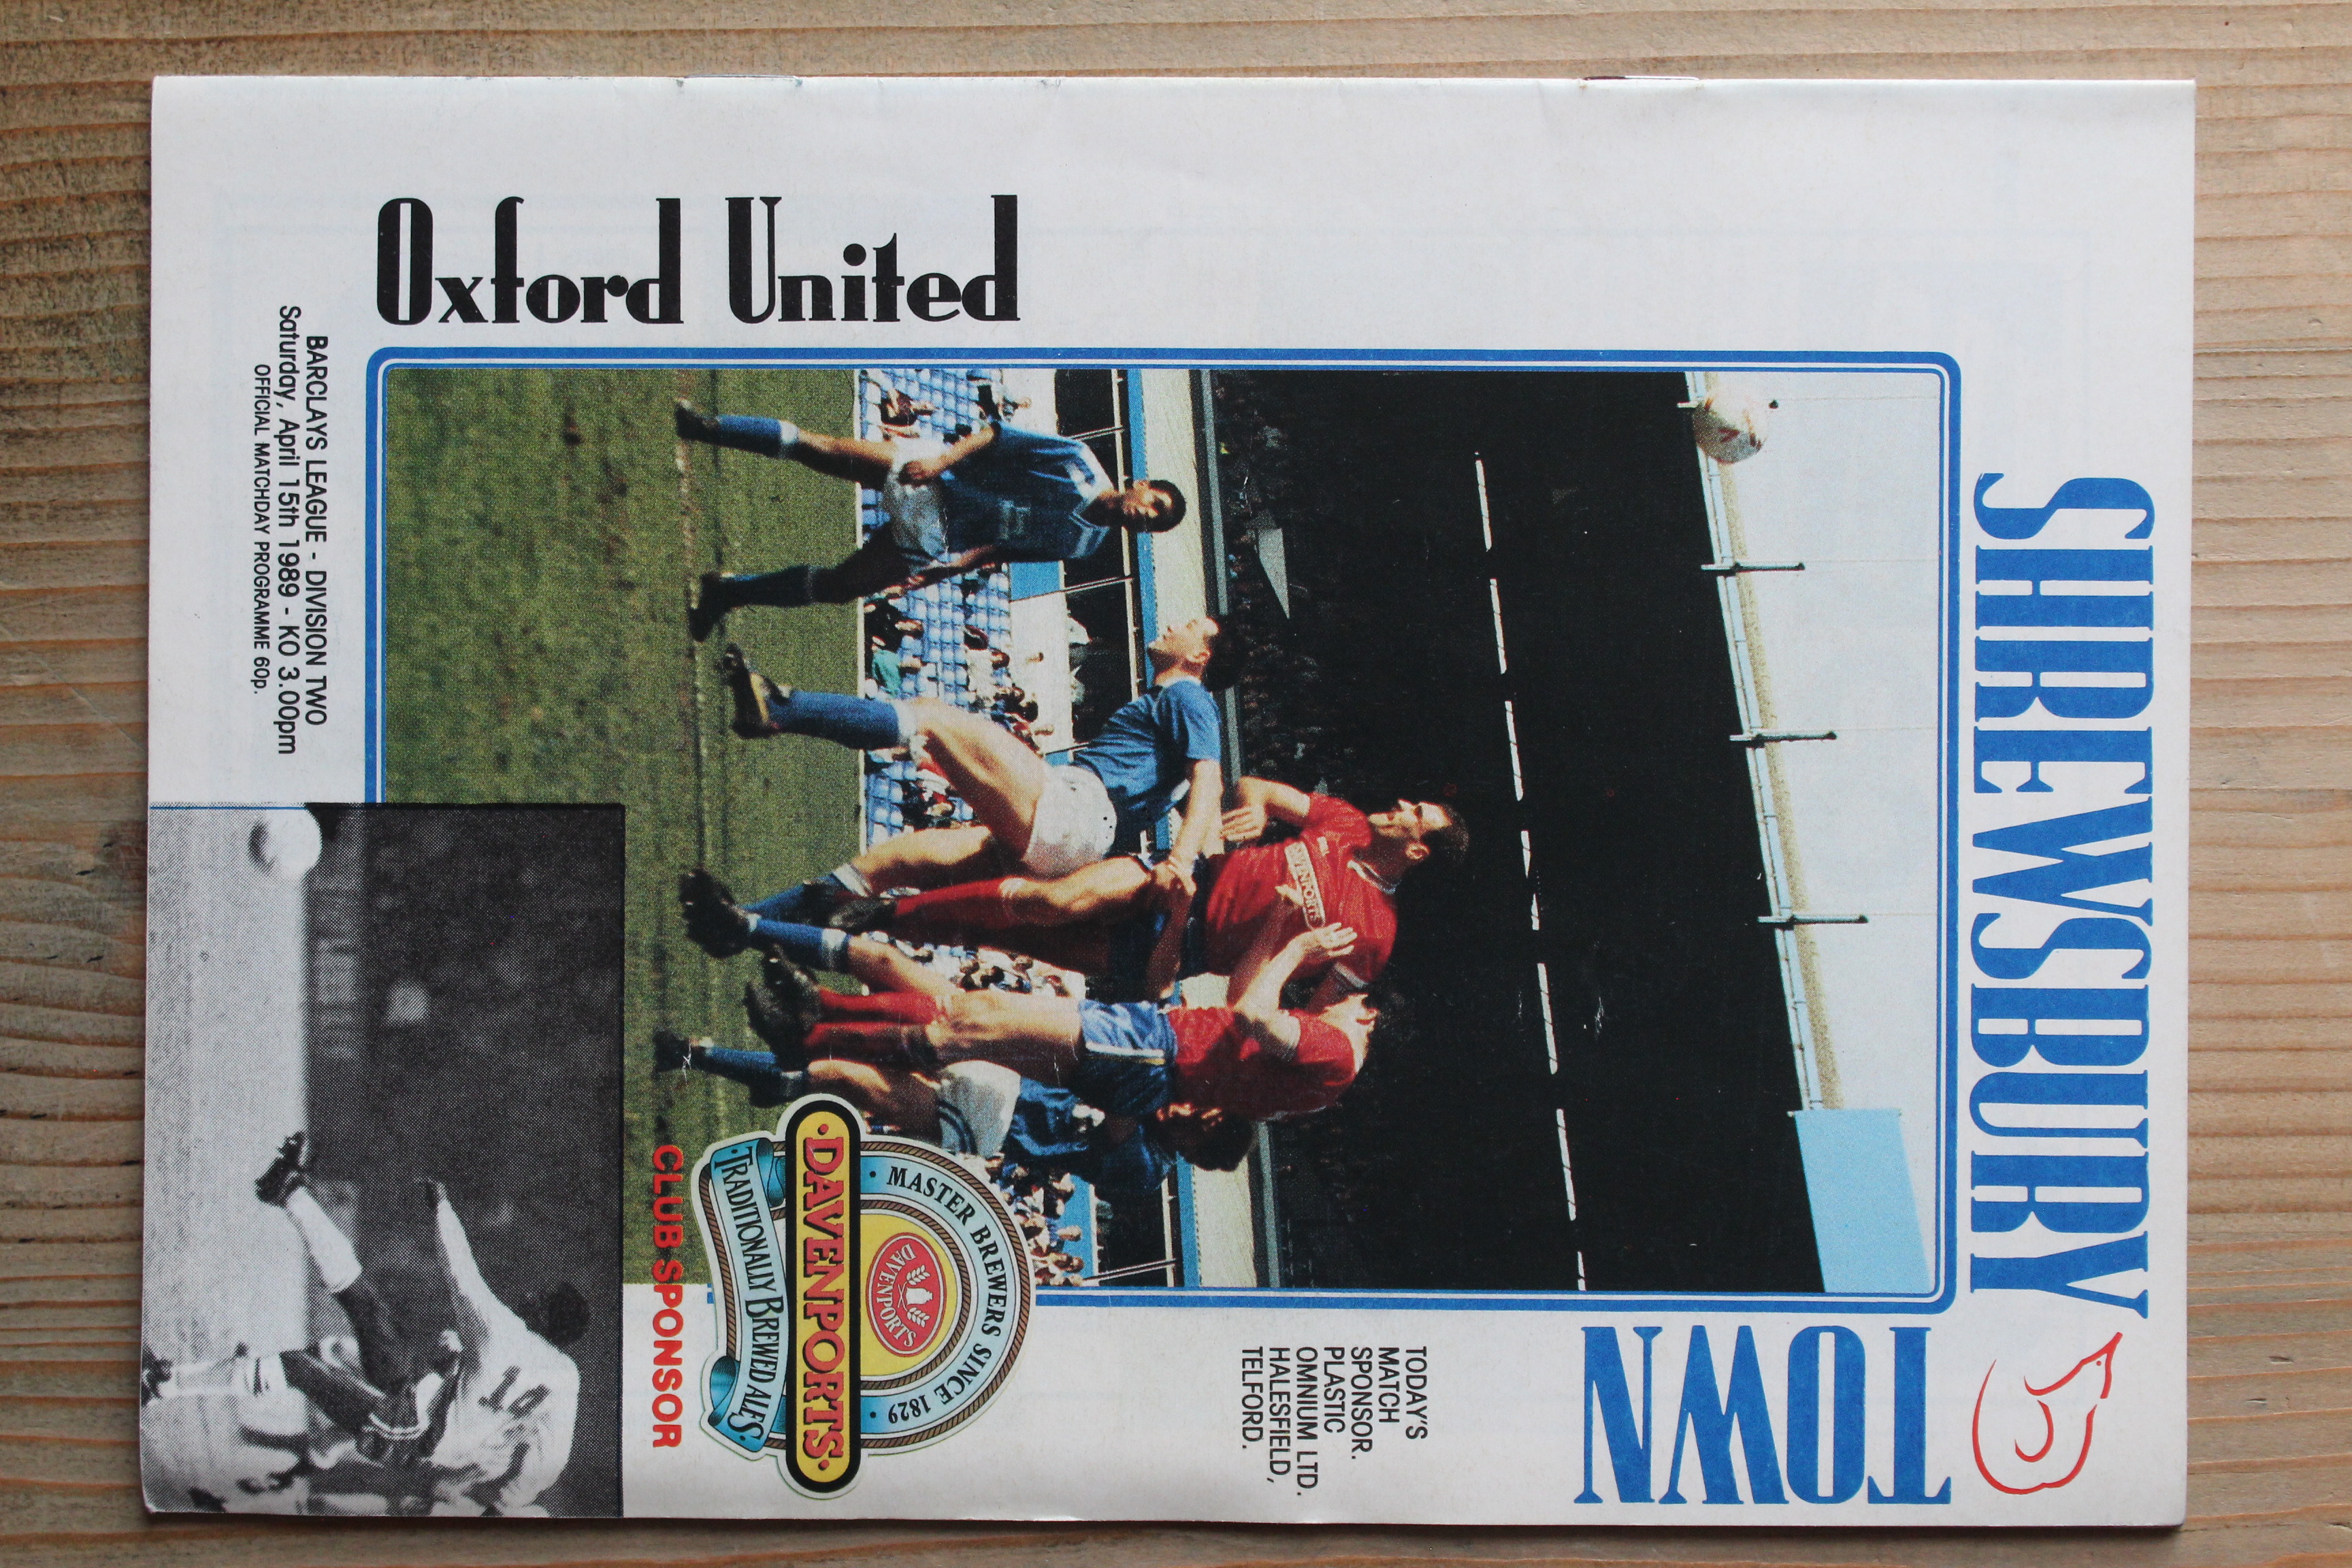 SHREWSBURY
TOWN
TODAY'S
MATCH
SPONSOR.
PLASTIC
OMNIUM LTD.
HALESFIELD,
TELFORD.
DAVENPORTS
10
MASTER BREWERS SINCE 1829
DAVENPORTS
·DAVENPORTS·
·TRADITIONALLY BREWED ALES·
CLUB SPONSOR
Oxford United
BARCLAYS LEAGUE - DIVISION TWO
Saturday, April 15th 1989 - KO 3.00pm
OFFICIAL MATCHDAY PROGRAMME 60p.